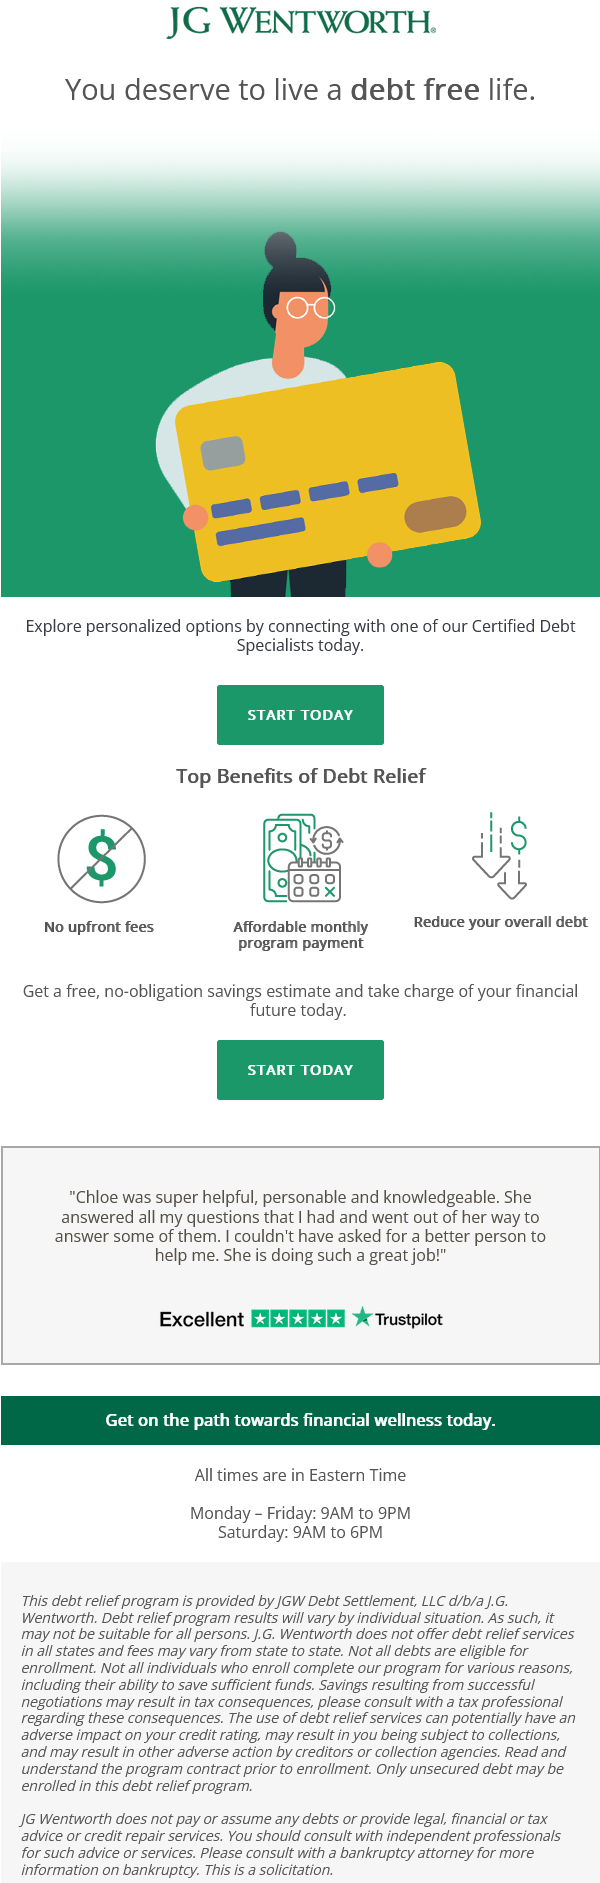 JG WENTWORTH®
You deserve to live a debt free life.
Explore personalized options by connecting with one of our Certified Debt
Specialists today.
START TODAY
Top Benefits of Debt Relief
No upfront fees
Affordable monthly
program payment
Reduce your overall debt
Get a free, no-obligation savings estimate and take charge of your financial
future today.
START TODAY
"Chloe was super helpful, personable and knowledgeable. She
answered all my questions that I had and went out of her way to
answer some of them. I couldn't have asked for a better person to
help me. She is doing such a great job!"
Excellent Trustpilot
Get on the path towards financial wellness today.
All times are in Eastern Time
Monday – Friday: 9AM to 9PM
Saturday: 9AM to 6PM
This debt relief program is provided by JGW Debt Settlement, LLC d/b/a J.G.
Wentworth. Debt relief program results will vary by individual situation. As such, it
may not be suitable for all persons. J.G. Wentworth does not offer debt relief services
in all states and fees may vary from state to state. Not all debts are eligible for
enrollment. Not all individuals who enroll complete our program for various reasons,
including their ability to save sufficient funds. Savings resulting from successful
negotiations may result in tax consequences, please consult with a tax professional
regarding these consequences. The use of debt relief services can potentially have an
adverse impact on your credit rating, may result in you being subject to collections,
and may result in other adverse action by creditors or collection agencies. Read and
understand the program contract prior to enrollment. Only unsecured debt may be
enrolled in this debt relief program.
JG Wentworth does not pay or assume any debts or provide legal, financial or tax
advice or credit repair services. You should consult with independent professionals
for such advice or services. Please consult with a bankruptcy attorney for more
information on bankruptcy. This is a solicitation.